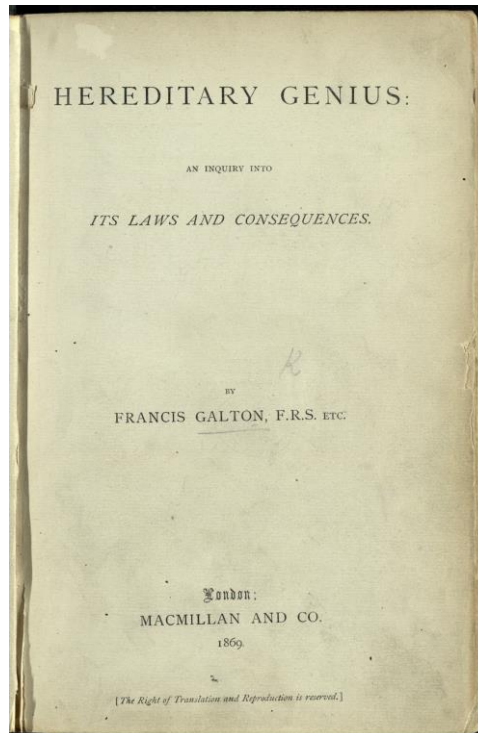 HEREDITARY GENIUS:
AN INQUIRY INTO
ITS LAWS AND CONSEQUENCES.
R
BY
FRANCIS GALTON, F.R.S. ETC.
London:
MACMILLAN AND CO.
1869.
[The Right of Translation and Reproduction is reserved.]